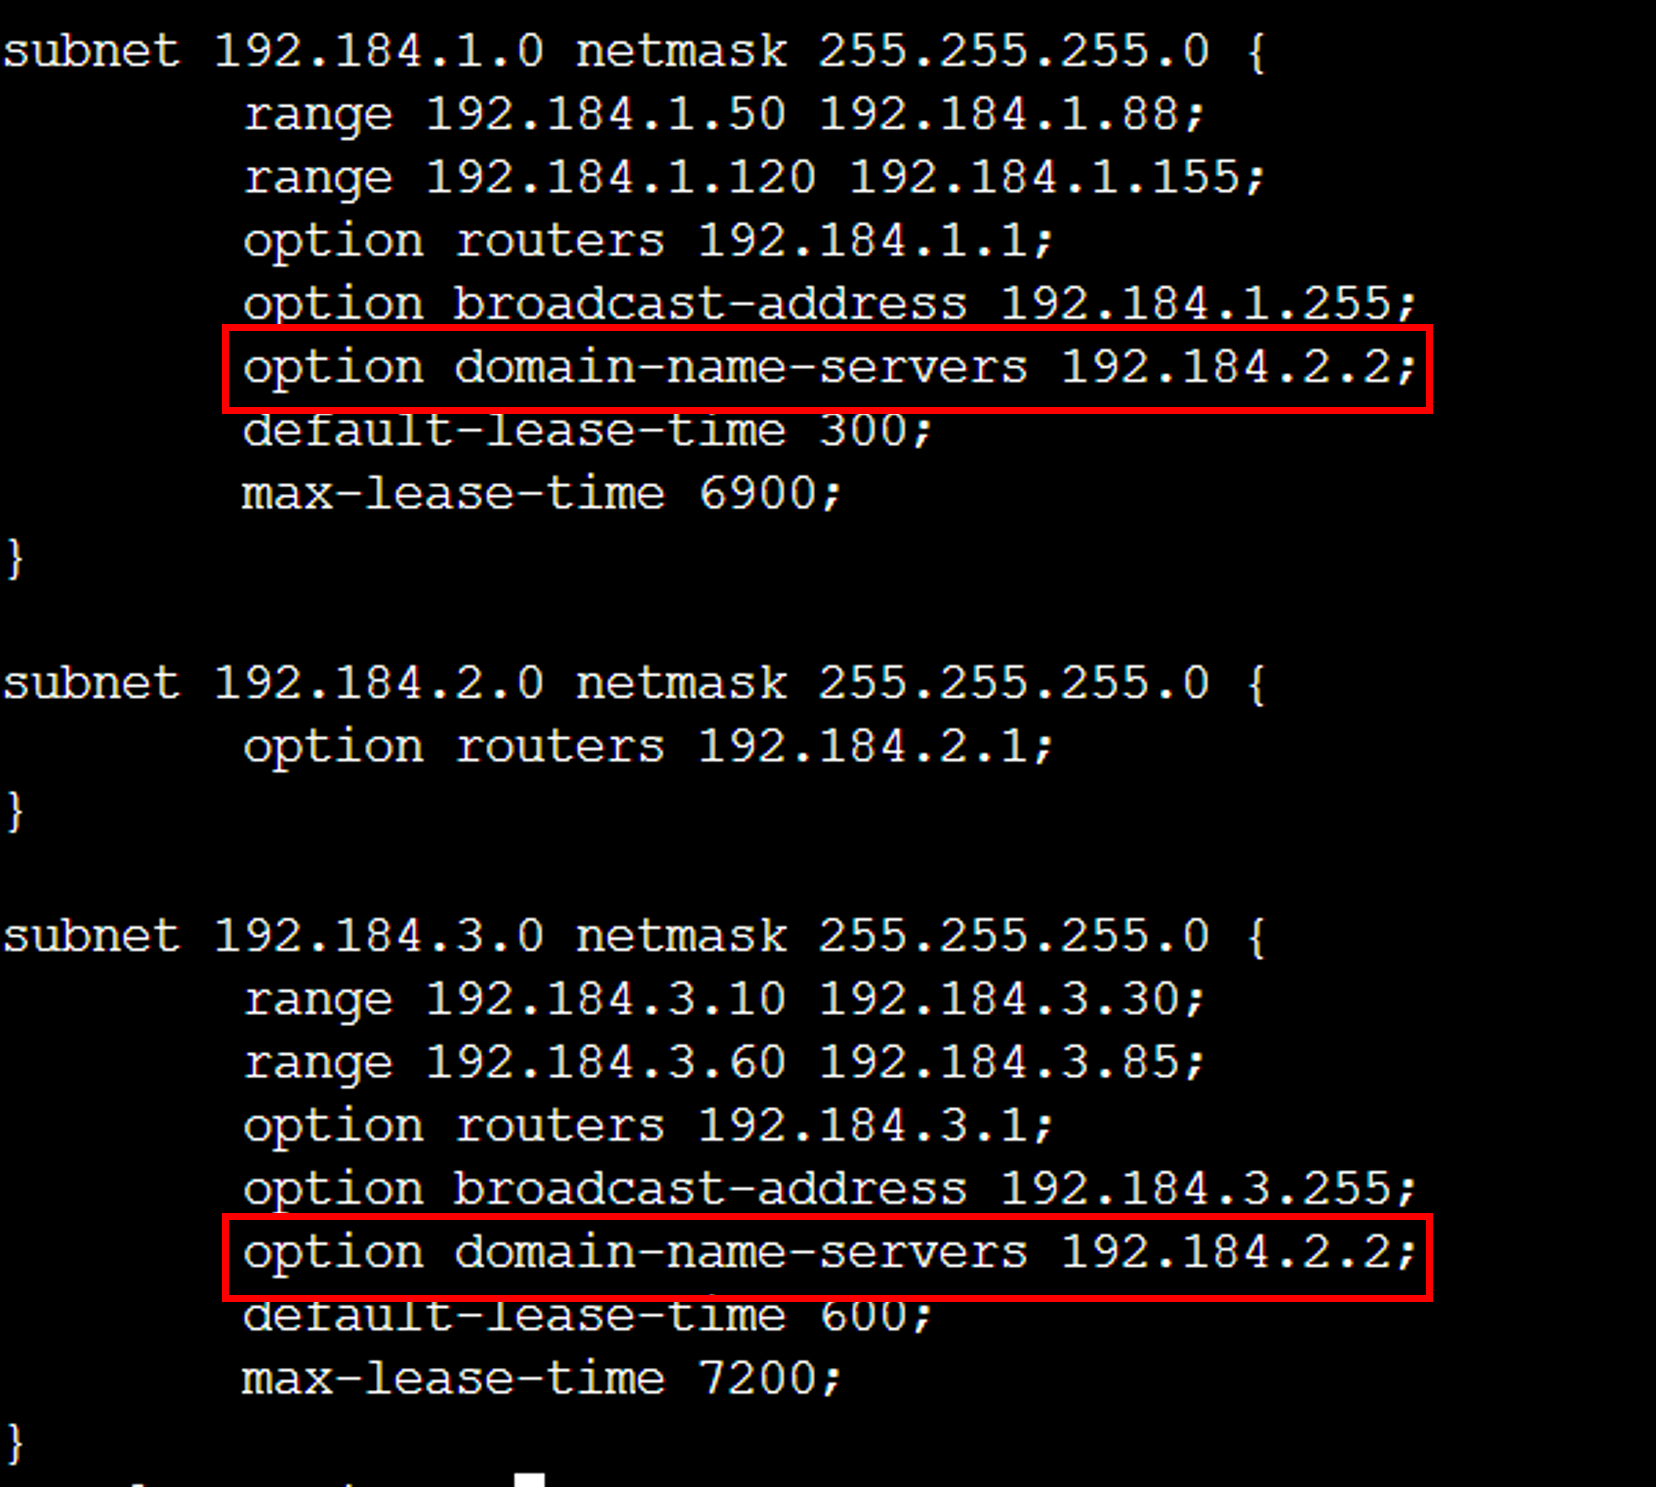 subnet 192.184.1.0 netmask 255.255.255.0 {
range 192.184.1.50 192.184.1.88;
range 192.184.1.120 192.184.1.155;
option routers 192.184.1.1;
option broadcast-address 192.184.1.255;
option domain-name-servers 192.184.2.2;
default-lease-time 300;
max-lease-time 6900;
}
subnet 192.184.2.0 netmask 255.255.255.0 {
option routers 192.184.2.1;
}
subnet 192.184.3.0 netmask 255.255.255.0 {
range 192.184.3.10 192.184.3.30;
range 192.184.3.60 192.184.3.85;
option routers 192.184.3.1;
option broadcast-address 192.184.3.255;
option domain-name-servers 192.184.2.2;
default-lease-time 600;
max-lease-time 7200;
}